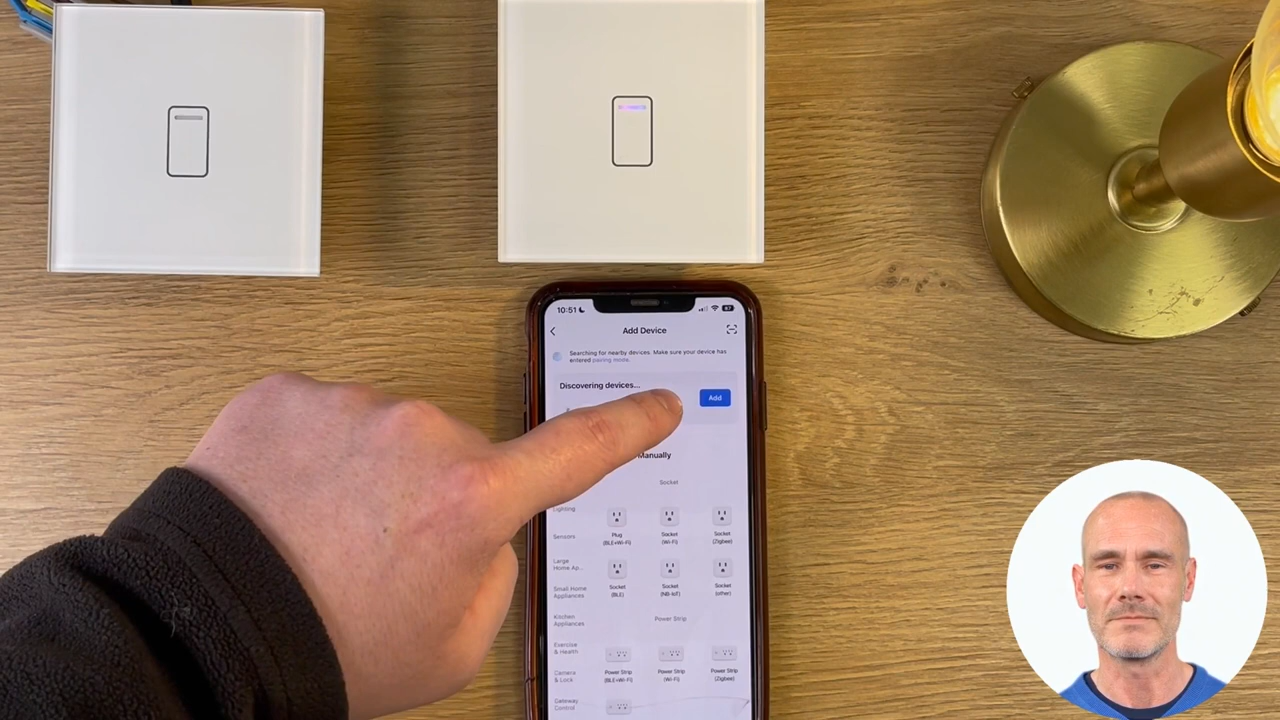 10:51
87
Add Device
Searching for nearby devices. Make sure your device has
entered pairing mode.
Discovering devices...
Add
Manually
Socket
Lighting
Sensors
Plug
(BLE+Wi-Fi)
Socket
(Wi-Fi)
Socket
(Zigbee)
Large
Home Ap...
Small Home
Appliances
Socket
(BLE)
Socket
(NB-IoT)
Socket
(other)
Kitchen
Appliances
Power Strip
Exercise
& Health
Camera
& Lock
Power Strip
(BLE+Wi-Fi)
Power Strip
(Wi-Fi)
Power Strip
(Zigbee)
Gateway
Control